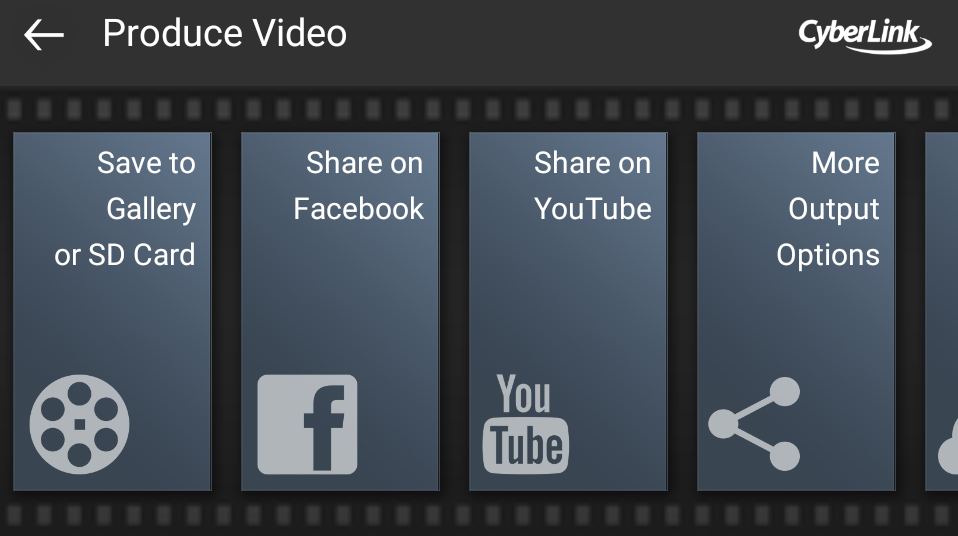 Produce Video
CyberLink
Save to
Gallery
or SD Card
Share on
Facebook
Share on
YouTube
More
Output
Options
f
You
Tube